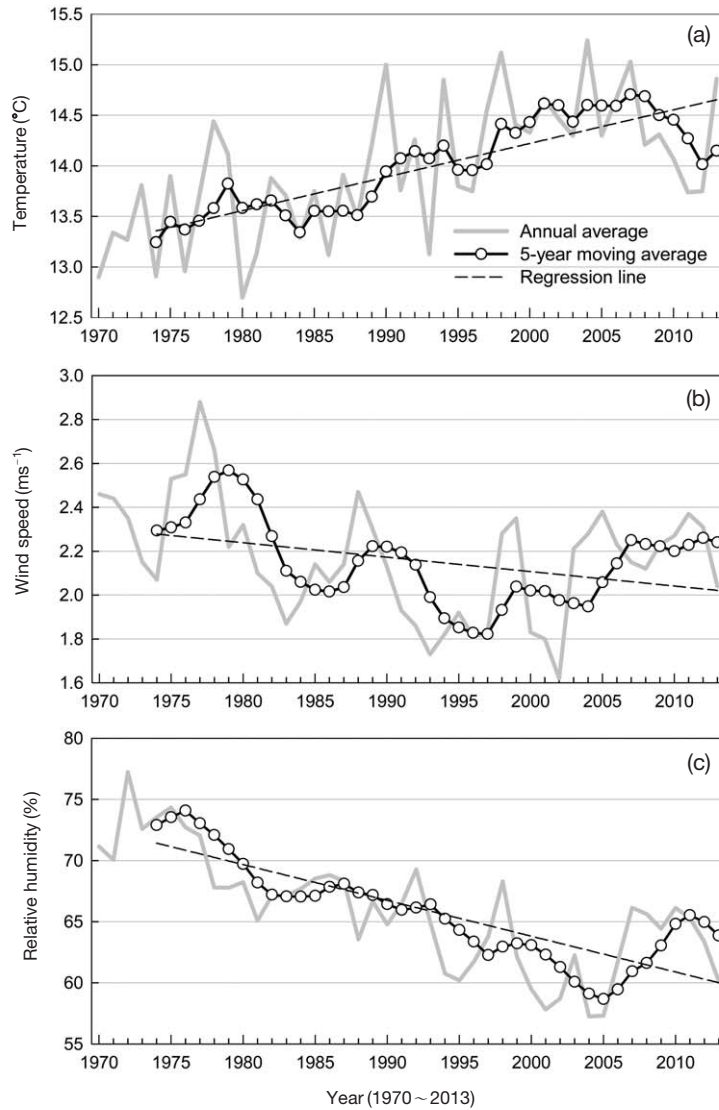 (a)
Temperature (°C)
15.5
15.0
14.5
14.0
13.5
13.0
12.5
Annual average
5-year moving average
Regression line
1970 1975 1980 1985 1990 1995 2000 2005 2010
(b)
Wind speed (ms⁻¹)
3.0
2.8
2.6
2.4
2.2
2.0
1.8
1.6
1970 1975 1980 1985 1990 1995 2000 2005 2010
(c)
Relative humidity (%)
80
75
70
65
60
55
1970 1975 1980 1985 1990 1995 2000 2005 2010
Year (1970~2013)